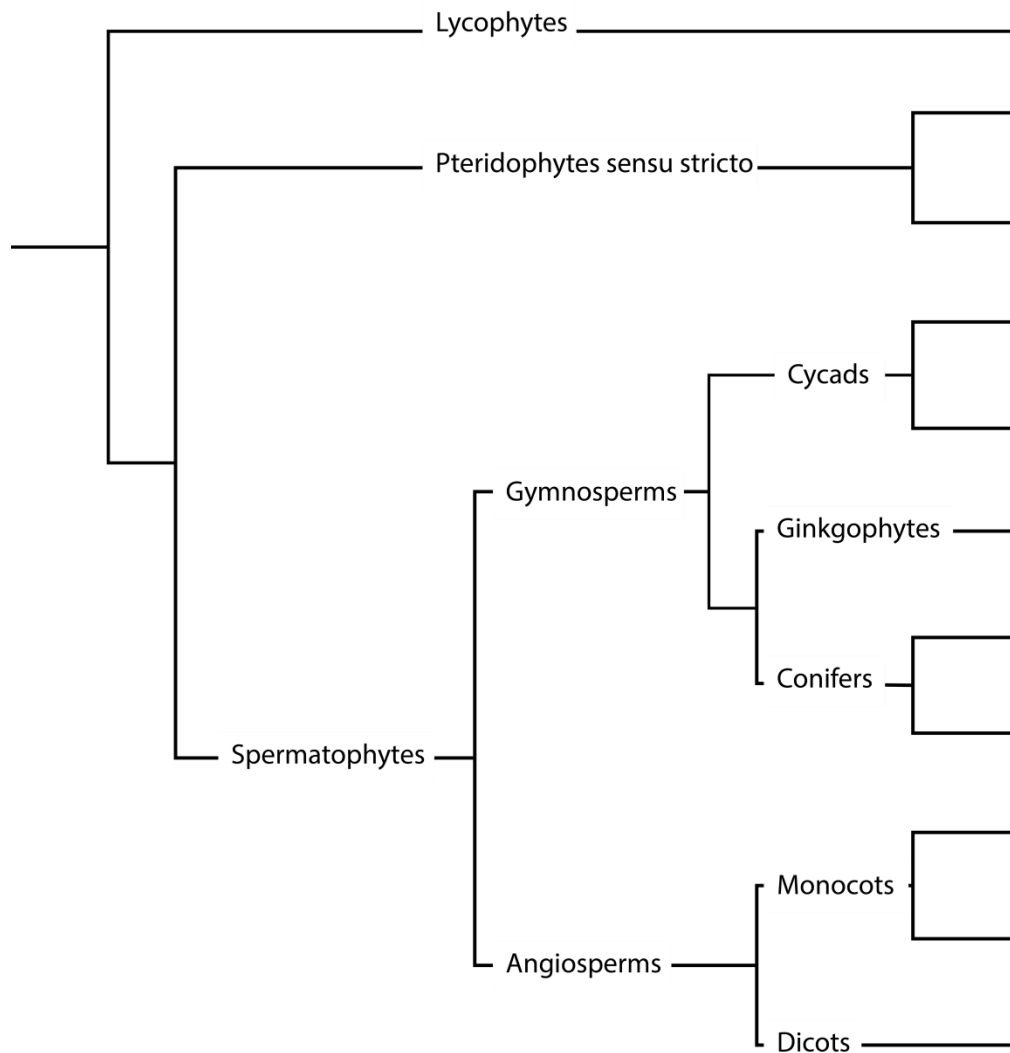 Lycophytes
Pteridophytes sensu stricto
Cycads
Gymnosperms
Ginkgophytes
Conifers
Spermatophytes
Monocots
Angiosperms
Dicots